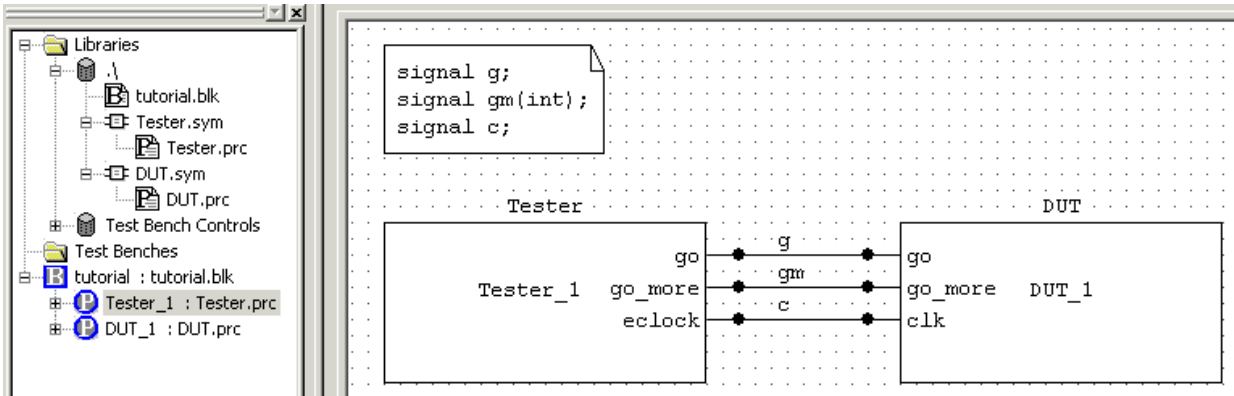 Libraries
.\
tutorial.blk
Tester.sym
Tester.prc
DUT.sym
DUT.prc
Test Bench Controls
Test Benches
tutorial : tutorial.blk
Tester_1 : Tester.prc
DUT_1 : DUT.prc
signal g;
signal gm(int);
signal c;
Tester
DUT
g
go
go
gm
Tester_1
go_more
go_more
DUT_1
c
eclock
clk